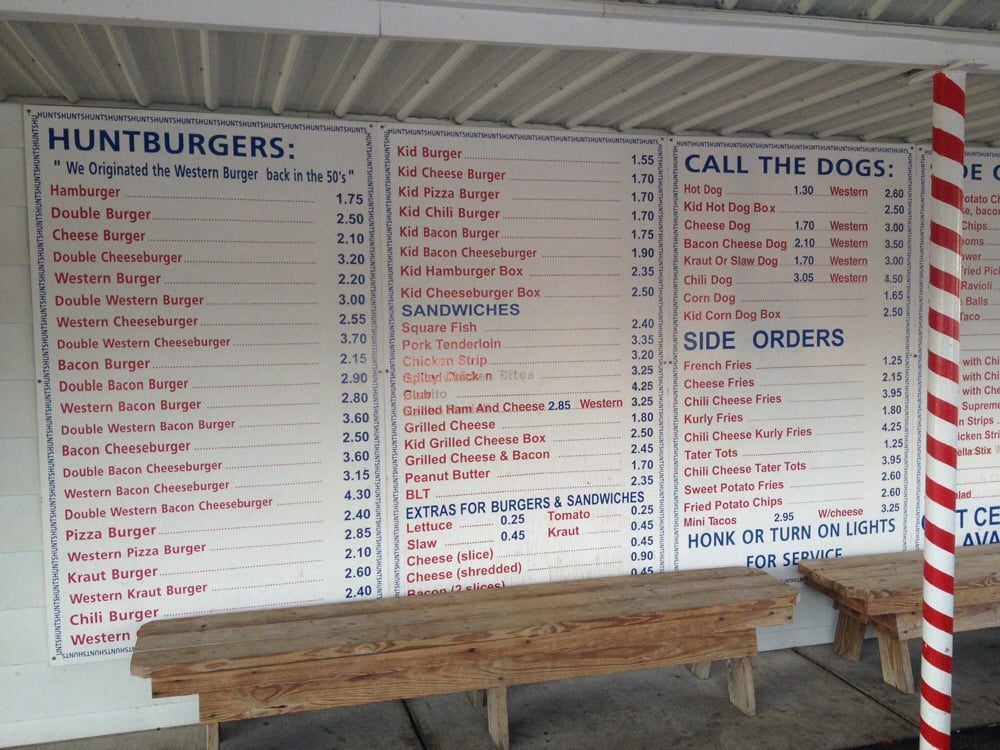 HUNTBURGERS:
" We Originated the Western Burger back in the 50's "
Hamburger 1.75
Double Burger 2.50
Cheese Burger 2.10
Double Cheeseburger 3.20
Western Burger 2.20
Double Western Burger 3.00
Western Cheeseburger 2.55
Double Western Cheeseburger 3.70
Bacon Burger 2.15
Double Bacon Burger 2.90
Western Bacon Burger 2.80
Double Western Bacon Burger 3.60
Bacon Cheeseburger 2.50
Double Bacon Cheeseburger 3.60
Western Bacon Cheeseburger 3.15
Double Western Bacon Cheeseburger 4.30
Pizza Burger 2.40
Western Pizza Burger 2.85
Kraut Burger 2.10
Western Kraut Burger 2.60
Chili Burger 2.40
Western
Kid Burger 1.55
Kid Cheese Burger 1.70
Kid Pizza Burger 1.70
Kid Chili Burger 1.70
Kid Bacon Burger 1.75
Kid Bacon Cheeseburger 1.90
Kid Hamburger Box 2.35
Kid Cheeseburger Box 2.50
SANDWICHES
Square Fish 2.40
Pork Tenderloin 3.35
Chicken Strip 3.20
Spicy Chicken 3.25
Club 4.25
Grilled Ham And Cheese 2.85 Western 3.25
Grilled Cheese 1.80
Kid Grilled Cheese Box 2.50
Grilled Cheese & Bacon 2.45
Peanut Butter 1.70
BLT 2.35
EXTRAS FOR BURGERS & SANDWICHES
Lettuce 0.25 Tomato 0.25
Slaw 0.45 Kraut 0.45
Cheese (slice) 0.45
Cheese (shredded) 0.90
Bacon (2 slices) 0.45
CALL THE DOGS:
Hot Dog 1.30 Western 2.60
Kid Hot Dog Box 2.50
Cheese Dog 1.70 Western 3.00
Bacon Cheese Dog 2.10 Western 3.50
Kraut Or Slaw Dog 1.70 Western 3.00
Chili Dog 3.05 Western 4.50
Corn Dog 1.65
Kid Corn Dog Box 2.50
SIDE ORDERS
French Fries 1.25
Cheese Fries 2.15
Chili Cheese Fries 3.95
Kurly Fries 1.80
Chili Cheese Kurly Fries 4.25
Tater Tots 1.25
Chili Cheese Tater Tots 3.95
Sweet Potato Fries 2.60
Fried Potato Chips 2.60
Mini Tacos 2.95 W/cheese 3.25
HONK OR TURN ON LIGHTS
FOR SERVICE